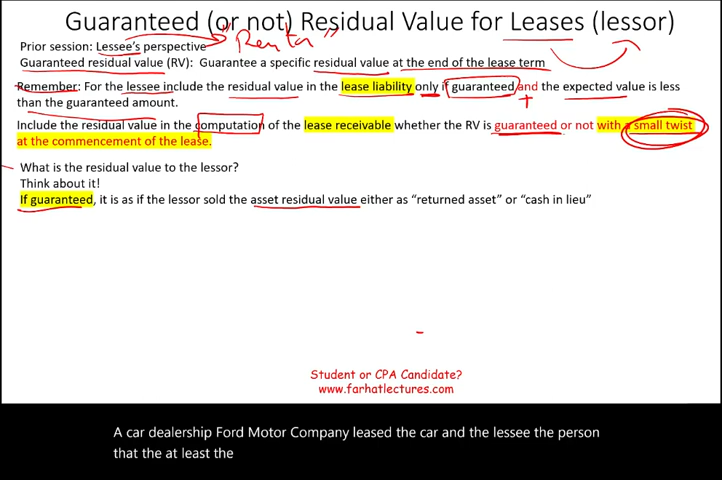 Guaranteed (or not) Residual Value for Leases (lessor)
Prior session: Lessee's perspective
Guaranteed residual value (RV): Guarantee a specific residual value at the end of the lease term
Remember: For the lessee include the residual value in the lease liability only if guaranteed and the expected value is less
than the guaranteed amount.
Include the residual value in the computation of the lease receivable whether the RV is guaranteed or not with a small twist
at the commencement of the lease.
What is the residual value to the lessor?
Think about it!
If guaranteed, it is as if the lessor sold the asset residual value either as "returned asset" or "cash in lieu"
Student or CPA Candidate?
www.farhatlectures.com
A car dealership Ford Motor Company leased the car and the lessee the person
that the at least the